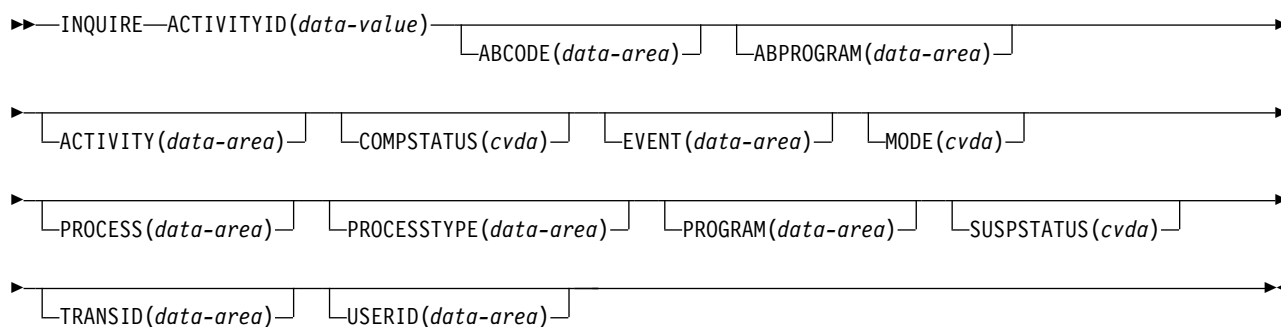 INQUIRE ACTIVITYID(data-value) ABCODE(data-area) ABPROGRAM(data-area)
ACTIVITY(data-area) COMPSTATUS(cvda) EVENT(data-area) MODE(cvda)
PROCESS(data-area) PROCESSTYPE(data-area) PROGRAM(data-area) SUSPSTATUS(cvda)
TRANSID(data-area) USERID(data-area)